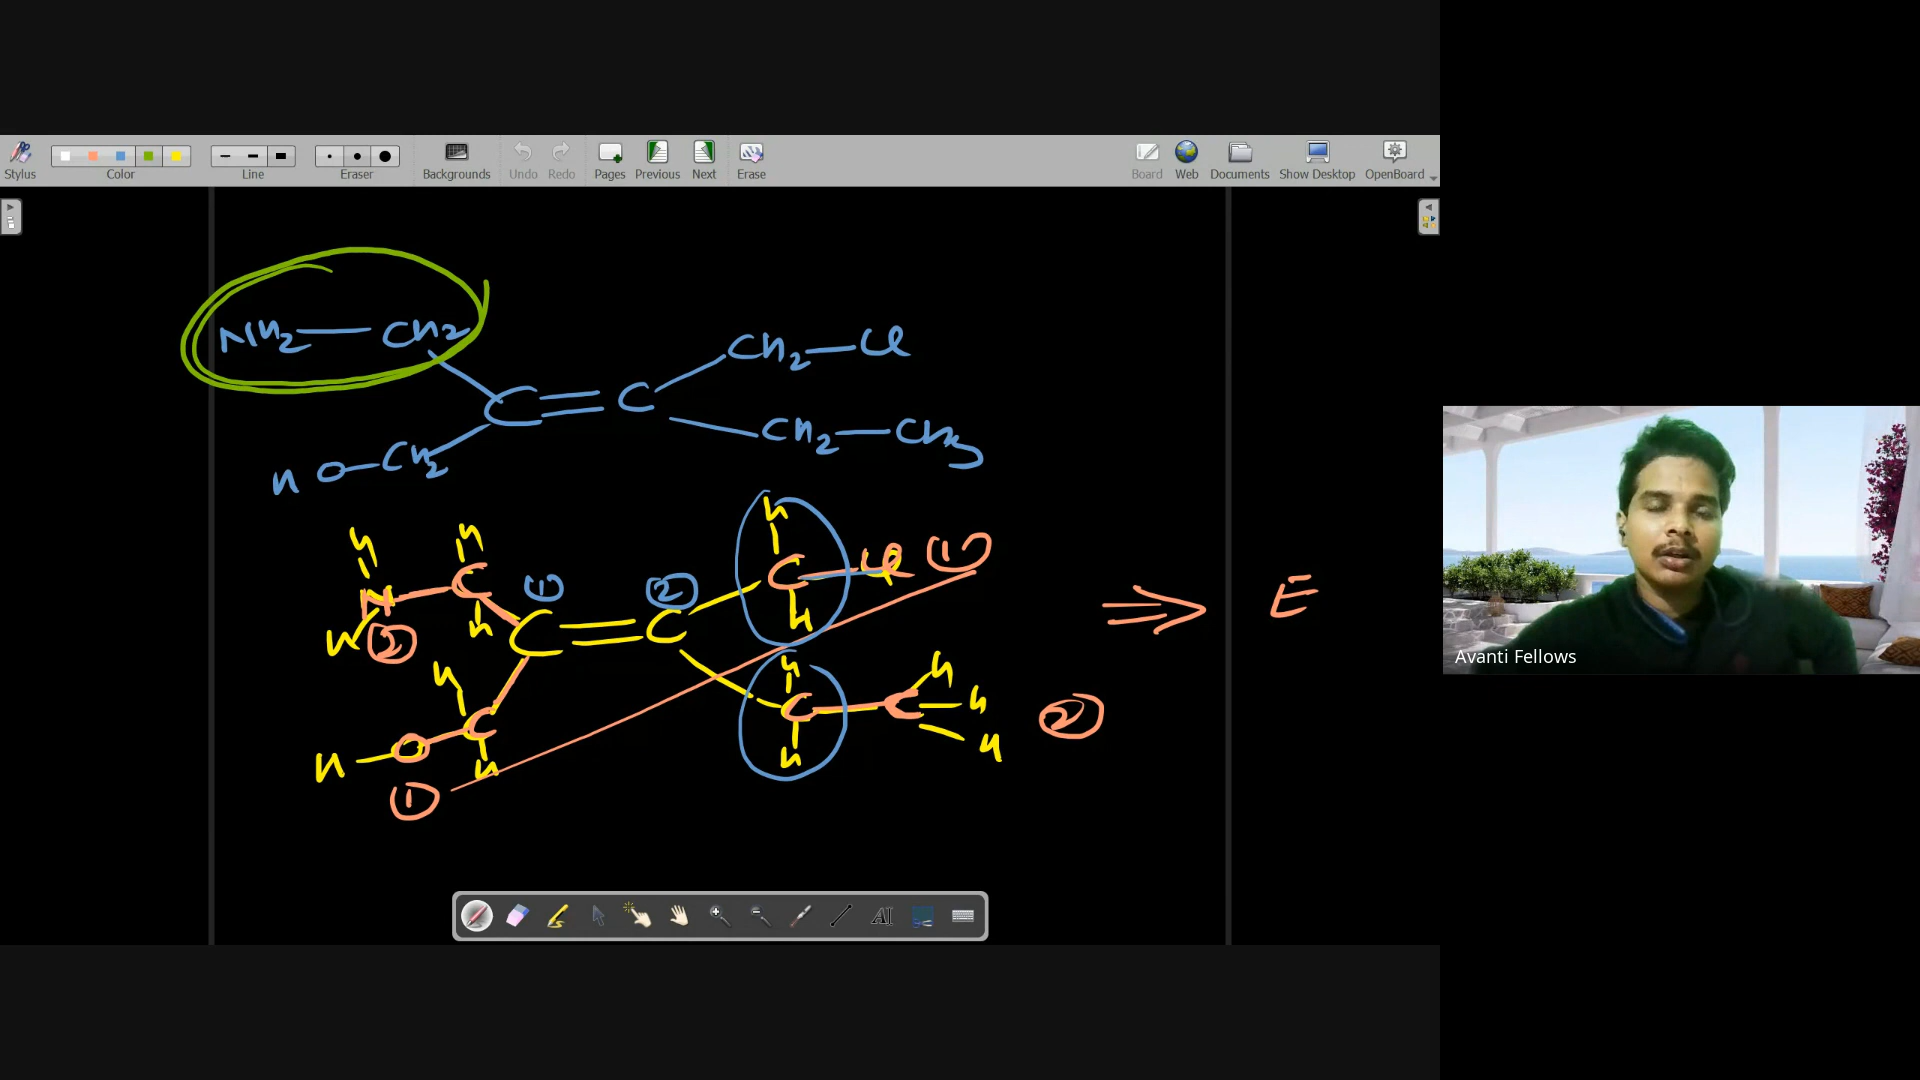 Stylus Color Line Eraser Backgrounds Undo Redo Pages Previous Next Erase Board Web Documents Show Desktop OpenBoard
NH2—CH2
CH2—Cl
C=C
CH2—CH3
HO—CH2
H H H
N—C ① ② C—Cl ①
H ② H C=C H ⇒ E
H H H
C C—C H ②
H—O H H H
①
Avanti Fellows